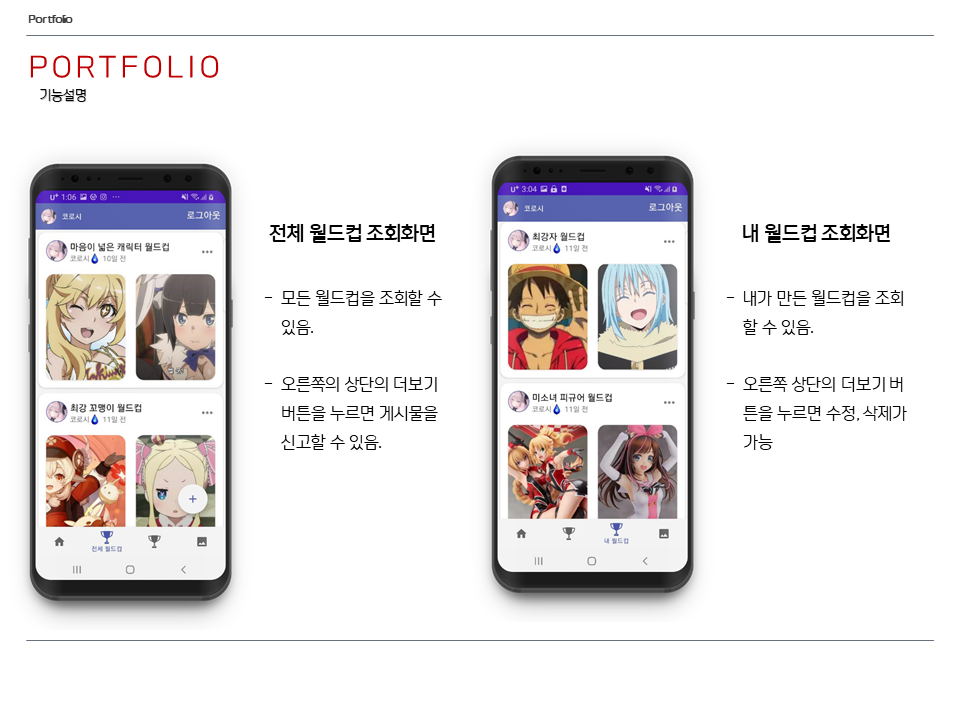 Portfolio
PORTFOLIO
기능설명
U+ 1:06
코로시
로그아웃
마음이 넓은 캐릭터 월드컵
코로시 10일 전
최강 꼬맹이 월드컵
코로시 11일 전
전체 월드컵
전체 월드컵 조회화면
- 모든 월드컵을 조회할 수
있음.
- 오른쪽의 상단의 더보기
버튼을 누르면 게시물을
신고할 수 있음.
U+ 3:04
코로시
로그아웃
최강자 월드컵
코로시 11일 전
미소녀 피규어 월드컵
코로시 11일 전
내 월드컵
내 월드컵 조회화면
- 내가 만든 월드컵을 조회
할 수 있음.
- 오른쪽 상단의 더보기 버
튼을 누르면 수정, 삭제가
가능